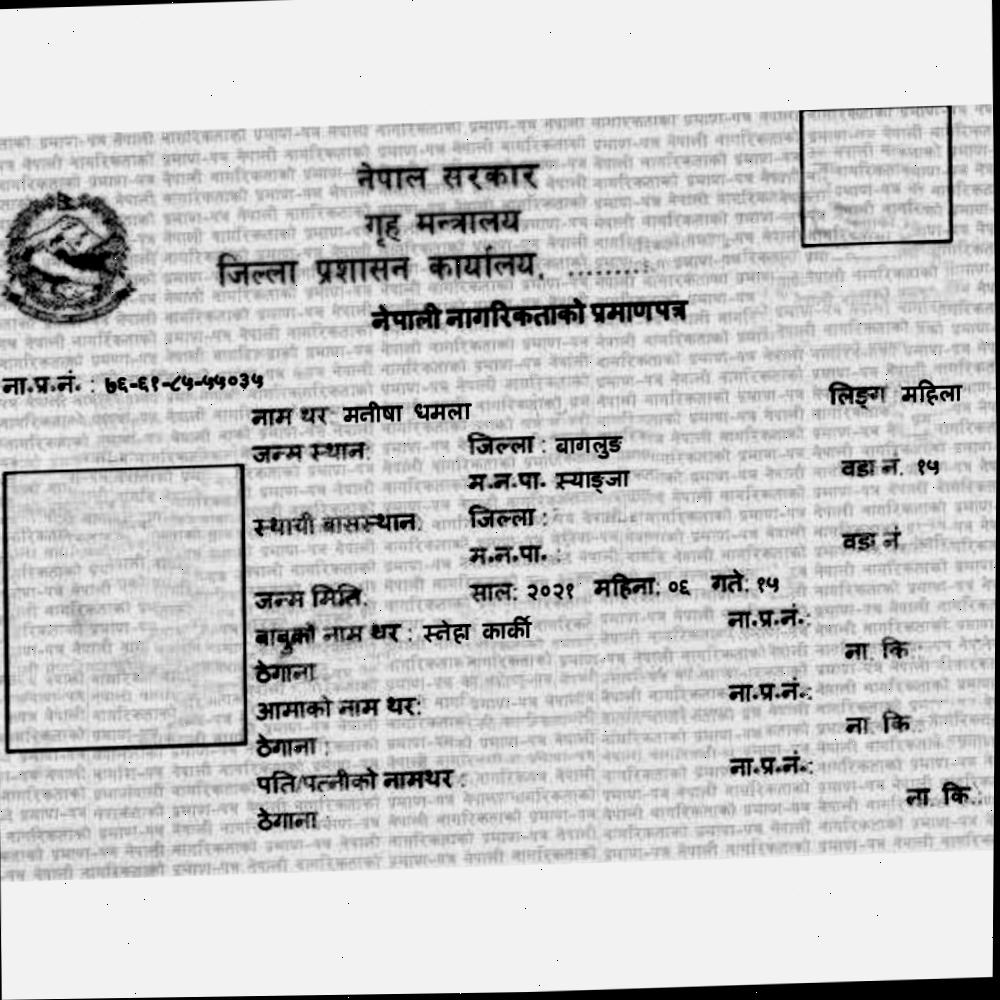 नेपाल सरकार
गृह मन्त्रालय
जिल्ला प्रशासन कार्यालय, .........
नेपाली नागरिकताको प्रमाणपत्र
ना.प्र.नं. : ७६-६१-८५-५५०३५
लिङ्ग महिला
नाम थर: मनीषा धमला
जन्म स्थान: जिल्ला : बागलुङ
म.न.पा. स्याङ्जा वडा नं. १५
स्थायी बासस्थान: जिल्ला :
म.न.पा. : वडा नं
जन्म मिति: साल: २०२१ महिना: ०६ गते: १५
बाबुको नाम थर : स्नेहा कार्की ना.प्र.नं.:
ठेगाना ना. कि :
आमाको नाम थर: ना.प्र.नं.:
ठेगाना : ना. कि :
पति/पत्नीको नामथर : ना.प्र.नं.:
ठेगाना : ना. कि.: